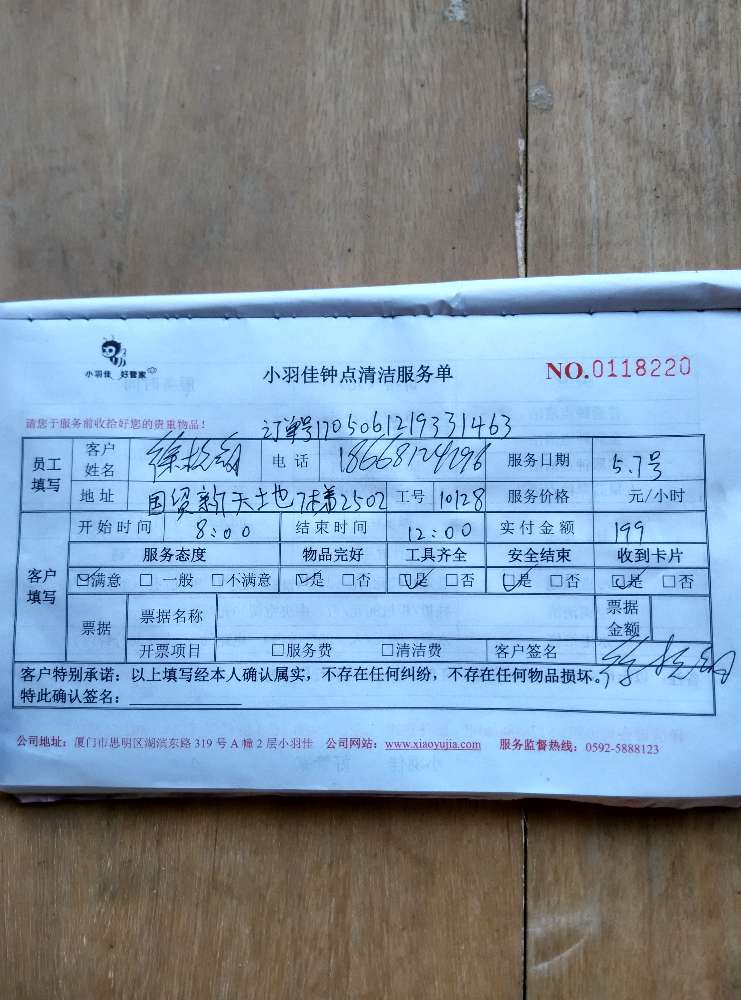 小羽佳 好管家
小羽佳钟点清洁服务单
NO.0118220
请您于服务前收拾好您的贵重物品!
订单号1705061219331463
员工填写 客户姓名 徐 电话 服务日期 5.7号
地址 国贸新天地7栋2502 工号 10128 服务价格 元/小时
客户填写 开始时间 8:00 结束时间 12:00 实付金额 199
服务态度 物品完好 工具齐全 安全结束 收到卡片
☑满意 □一般 □不满意 ☑是 □否 ☑是 □否 ☑是 □否 ☑是 □否
票据 票据名称 票据金额
开票项目 □服务费 □清洁费 客户签名 徐
客户特别承诺:以上填写经本人确认属实,不存在任何纠纷,不存在任何物品损坏。
特此确认签名:
公司地址:厦门市思明区湖滨东路 319 号 A 幢 2 层小羽佳 公司网站:www.xiaoyujia.com 服务监督热线:0592-5888123